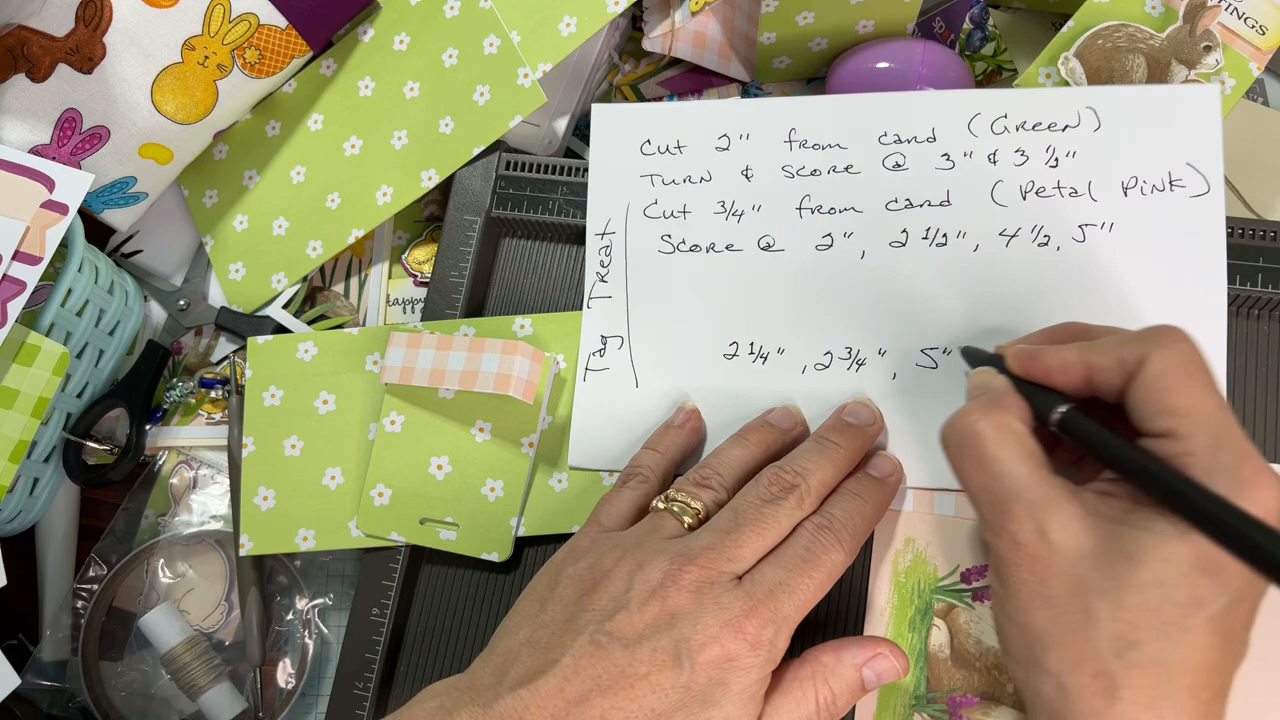 Cut 2" from card (Green)
TURN & SCORE @ 3" & 3 1/2"
Cut 3/4" from card (Petal Pink)
Score @ 2", 2 1/2", 4 1/2, 5"
2 1/4", 2 3/4", 5"
Tag Treat
Happy